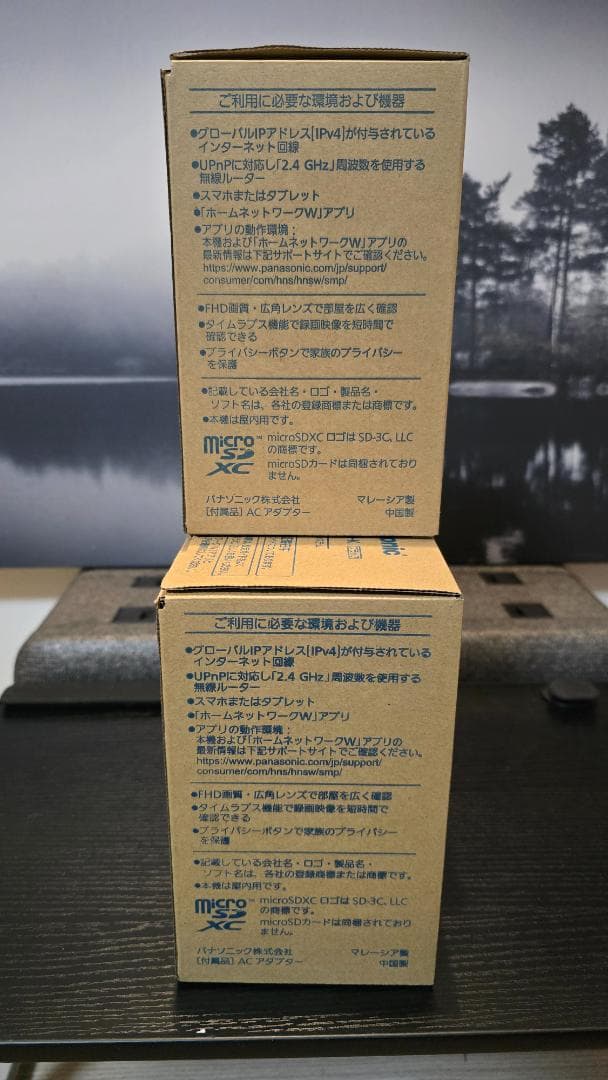 ご利用に必要な環境および機器
●グローバルIPアドレス[IPv4]が付与されている
インターネット回線
●UPnPに対応し「2.4 GHz」周波数を使用する
無線ルーター
●スマホまたはタブレット
●「ホームネットワークW」アプリ
●アプリの動作環境：
本機および「ホームネットワークW」アプリの
最新情報は下記サポートサイトでご確認ください。
https://www.panasonic.com/jp/support/
consumer/com/hns/hnsw/smp/
●FHD画質・広角レンズで部屋を広く確認
●タイムラプス機能で録画映像を短時間で
確認できる
●プライバシーボタンで家族のプライバシー
を保護
●記載している会社名・ロゴ・製品名・
ソフト名は、各社の登録商標または商標です。
●本機は屋内用です。
micro SD XC™
microSDXC ロゴは SD-3C, LLC
の商標です。
microSDカードは同梱されており
ません。
パナソニック株式会社 マレーシア製
[付属品] AC アダプター 中国製
sonic
ご利用に必要な環境および機器
●グローバルIPアドレス[IPv4]が付与されている
インターネット回線
●UPnPに対応し「2.4 GHz」周波数を使用する
無線ルーター
●スマホまたはタブレット
●「ホームネットワークW」アプリ
●アプリの動作環境：
本機および「ホームネットワークW」アプリの
最新情報は下記サポートサイトでご確認ください。
https://www.panasonic.com/jp/support/
consumer/com/hns/hnsw/smp/
●FHD画質・広角レンズで部屋を広く確認
●タイムラプス機能で録画映像を短時間で
確認できる
●プライバシーボタンで家族のプライバシー
を保護
●記載している会社名・ロゴ・製品名・
ソフト名は、各社の登録商標または商標です。
●本機は屋内用です。
micro SD XC™
microSDXC ロゴは SD-3C, LLC
の商標です。
microSDカードは同梱されており
ません。
パナソニック株式会社 マレーシア製
[付属品] AC アダプター 中国製